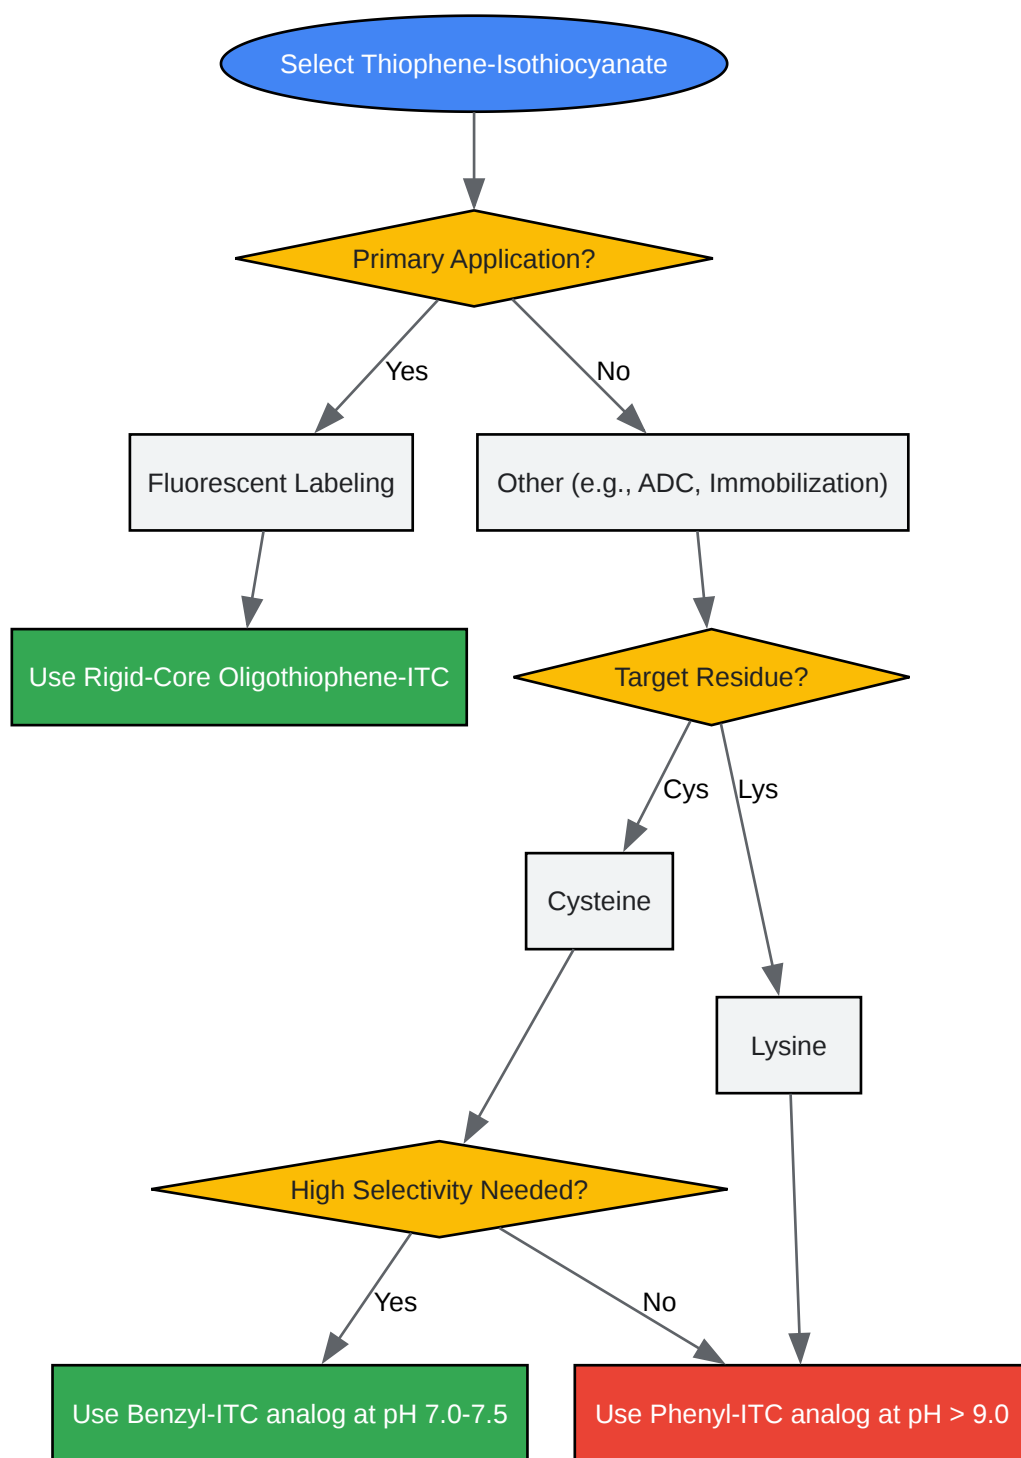 Select Thiophene-Isothiocyanate
Primary Application?
Yes
No
Fluorescent Labeling
Other (e.g., ADC, Immobilization)
Use Rigid-Core Oligothiophene-ITC
Target Residue?
Cys
Lys
Cysteine
Lysine
High Selectivity Needed?
Yes
No
Use Benzyl-ITC analog at pH 7.0-7.5
Use Phenyl-ITC analog at pH > 9.0